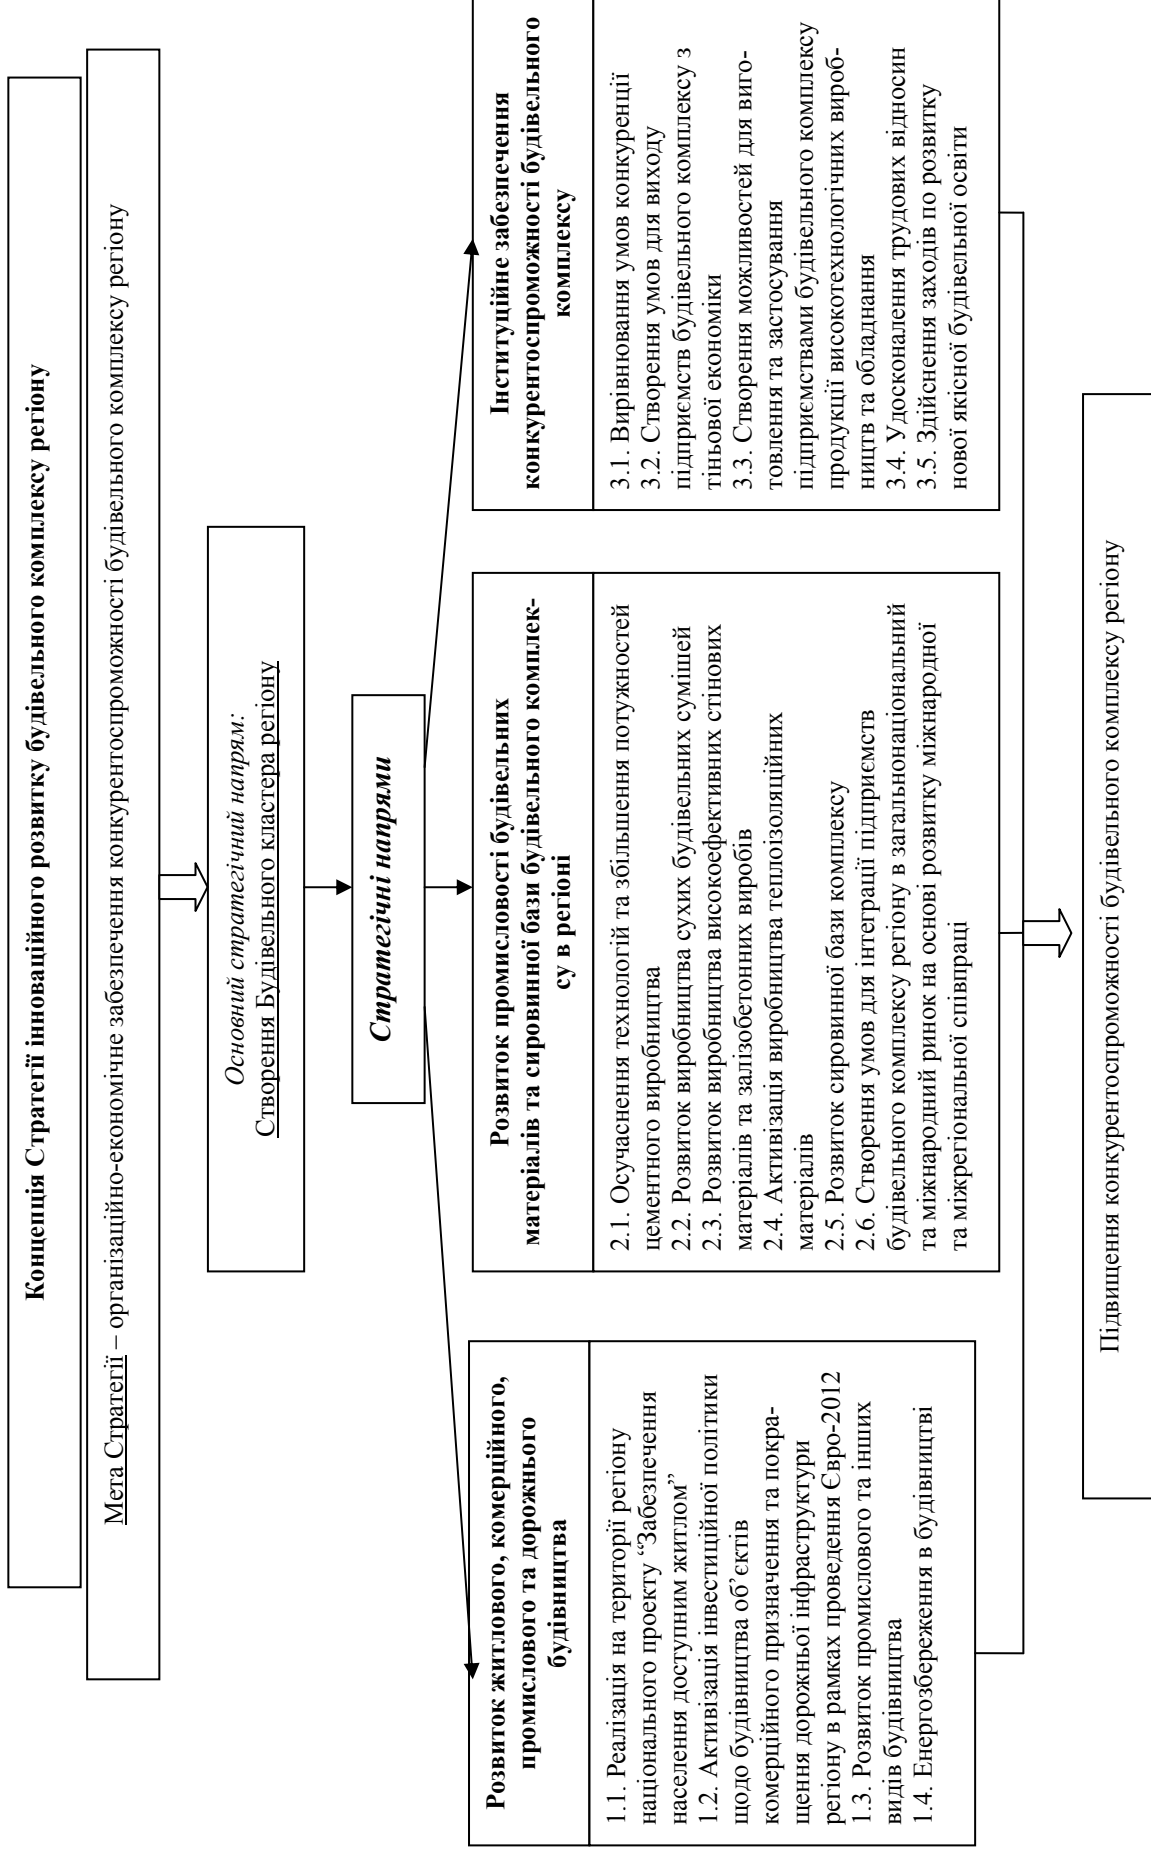 Концепція Стратегії інноваційного розвитку будівельного комплексу регіону
Мета Стратегії – організаційно-економічне забезпечення конкурентоспроможності будівельного комплексу регіону
Основний стратегічний напрям:
Створення Будівельного кластера регіону
Стратегічні напрями
Розвиток житлового, комерційного,
промислового та дорожнього
будівництва
1.1. Реалізація на території регіону
національного проекту “Забезпечення
населення доступним житлом”
1.2. Активізація інвестиційної політики
щодо будівництва об’єктів
комерційного призначення та покра-
щення дорожньої інфраструктури
регіону в рамках проведення Євро-2012
1.3. Розвиток промислового та інших
видів будівництва
1.4. Енергозбереження в будівництві
Розвиток промисловості будівельних
матеріалів та сировинної бази будівельного комплек-
су в регіоні
2.1. Осучаснення технологій та збільшення потужностей
цементного виробництва
2.2. Розвиток виробництва сухих будівельних сумішей
2.3. Розвиток виробництва високоефективних стінових
матеріалів та залізобетонних виробів
2.4. Активізація виробництва теплоізоляційних
матеріалів
2.5. Розвиток сировинної бази комплексу
2.6. Створення умов для інтеграції підприємств
будівельного комплексу регіону в загальнонаціональний
та міжнародний ринок на основі розвитку міжнародної
та міжрегіональної співпраці
Інституційне забезпечення
конкурентоспроможності будівельного
комплексу
3.1. Вирівнювання умов конкуренції
3.2. Створення умов для виходу
підприємств будівельного комплексу з
тіньової економіки
3.3. Створення можливостей для виго-
товлення та застосування
підприємствами будівельного комплексу
продукції високотехнологічних вироб-
ництв та обладнання
3.4. Удосконалення трудових відносин
3.5. Здійснення заходів по розвитку
нової якісної будівельної освіти
Підвищення конкурентоспроможності будівельного комплексу регіону